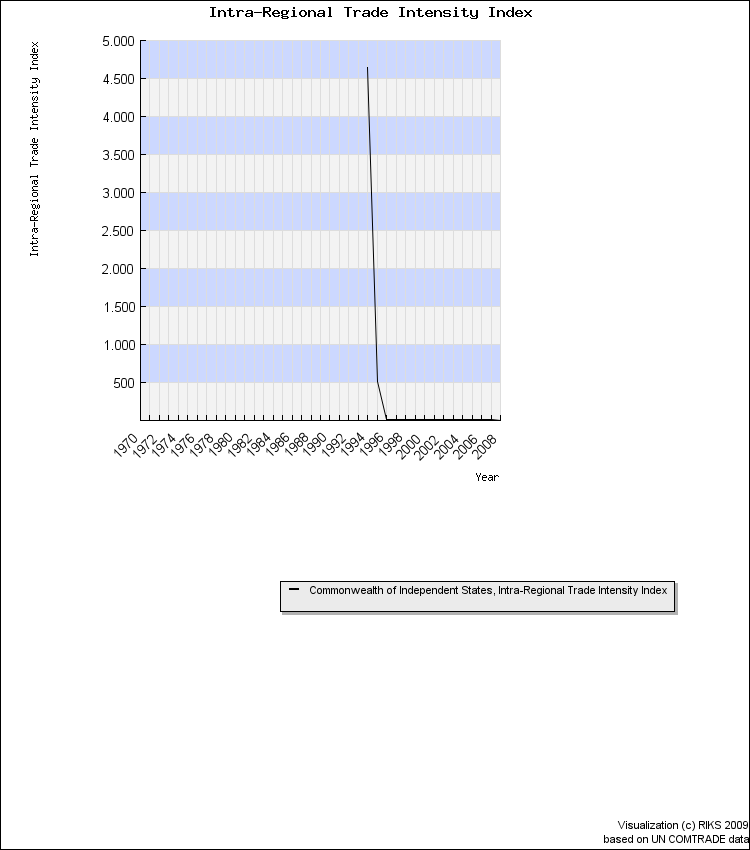 Intra-Regional Trade Intensity Index
Intra-Regional Trade Intensity Index
5.000
4.500
4.000
3.500
3.000
2.500
2.000
1.500
1.000
500
1970 1972 1974 1976 1978 1980 1982 1984 1986 1988 1990 1992 1994 1996 1998 2000 2002 2004 2006 2008
Year
Commonwealth of Independent States, Intra-Regional Trade Intensity Index
Visualization (c) RIKS 2009
based on UN COMTRADE data